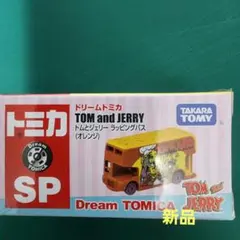 ドリームトミカ
TOM and JERRY
トムとジェリー ラッピングバス
(オレンジ)
TAKARA
TOMY
トミカ
Dream
TOMICA
SP
TOM AND
JERRY
Dream TOMICA
新品